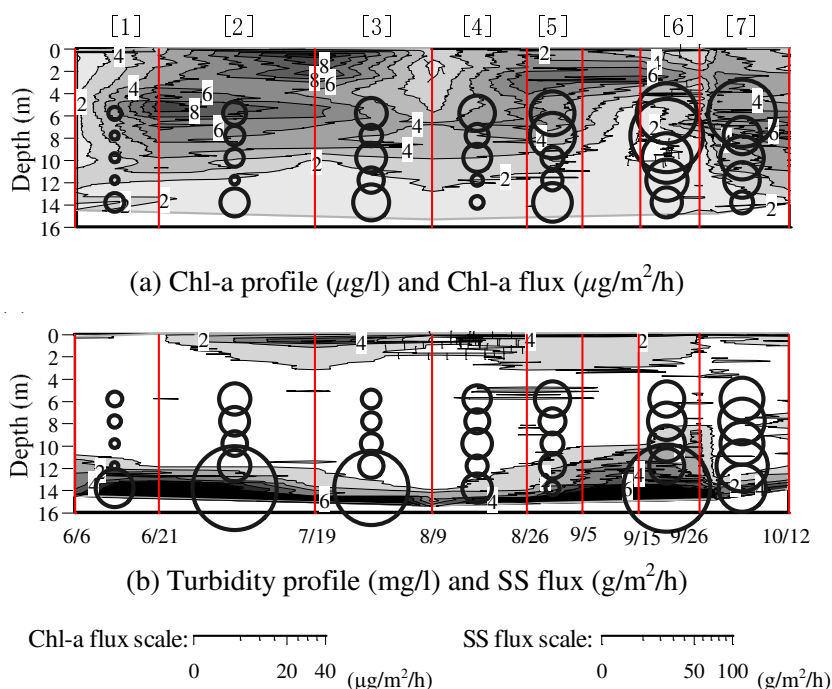 [1] [2] [3] [4] [5] [6] [7]
0
2
4
6
8
10
12
14
16
Depth (m)
4 2 4 6 8 6 8 8 6 4 4 2 2 2 2 4 2 4 6 2 4 6 2
(a) Chl-a profile (μg/l) and Chl-a flux (μg/m²/h)
0
2
4
6
8
10
12
14
16
Depth (m)
2 4 4 2 2 4 6 4 4 6 2
6/6 6/21 7/19 8/9 8/26 9/5 9/15 9/26 10/12
(b) Turbidity profile (mg/l) and SS flux (g/m²/h)
Chl-a flux scale: SS flux scale:
0 20 40 (μg/m²/h) 0 50 100 (g/m²/h)